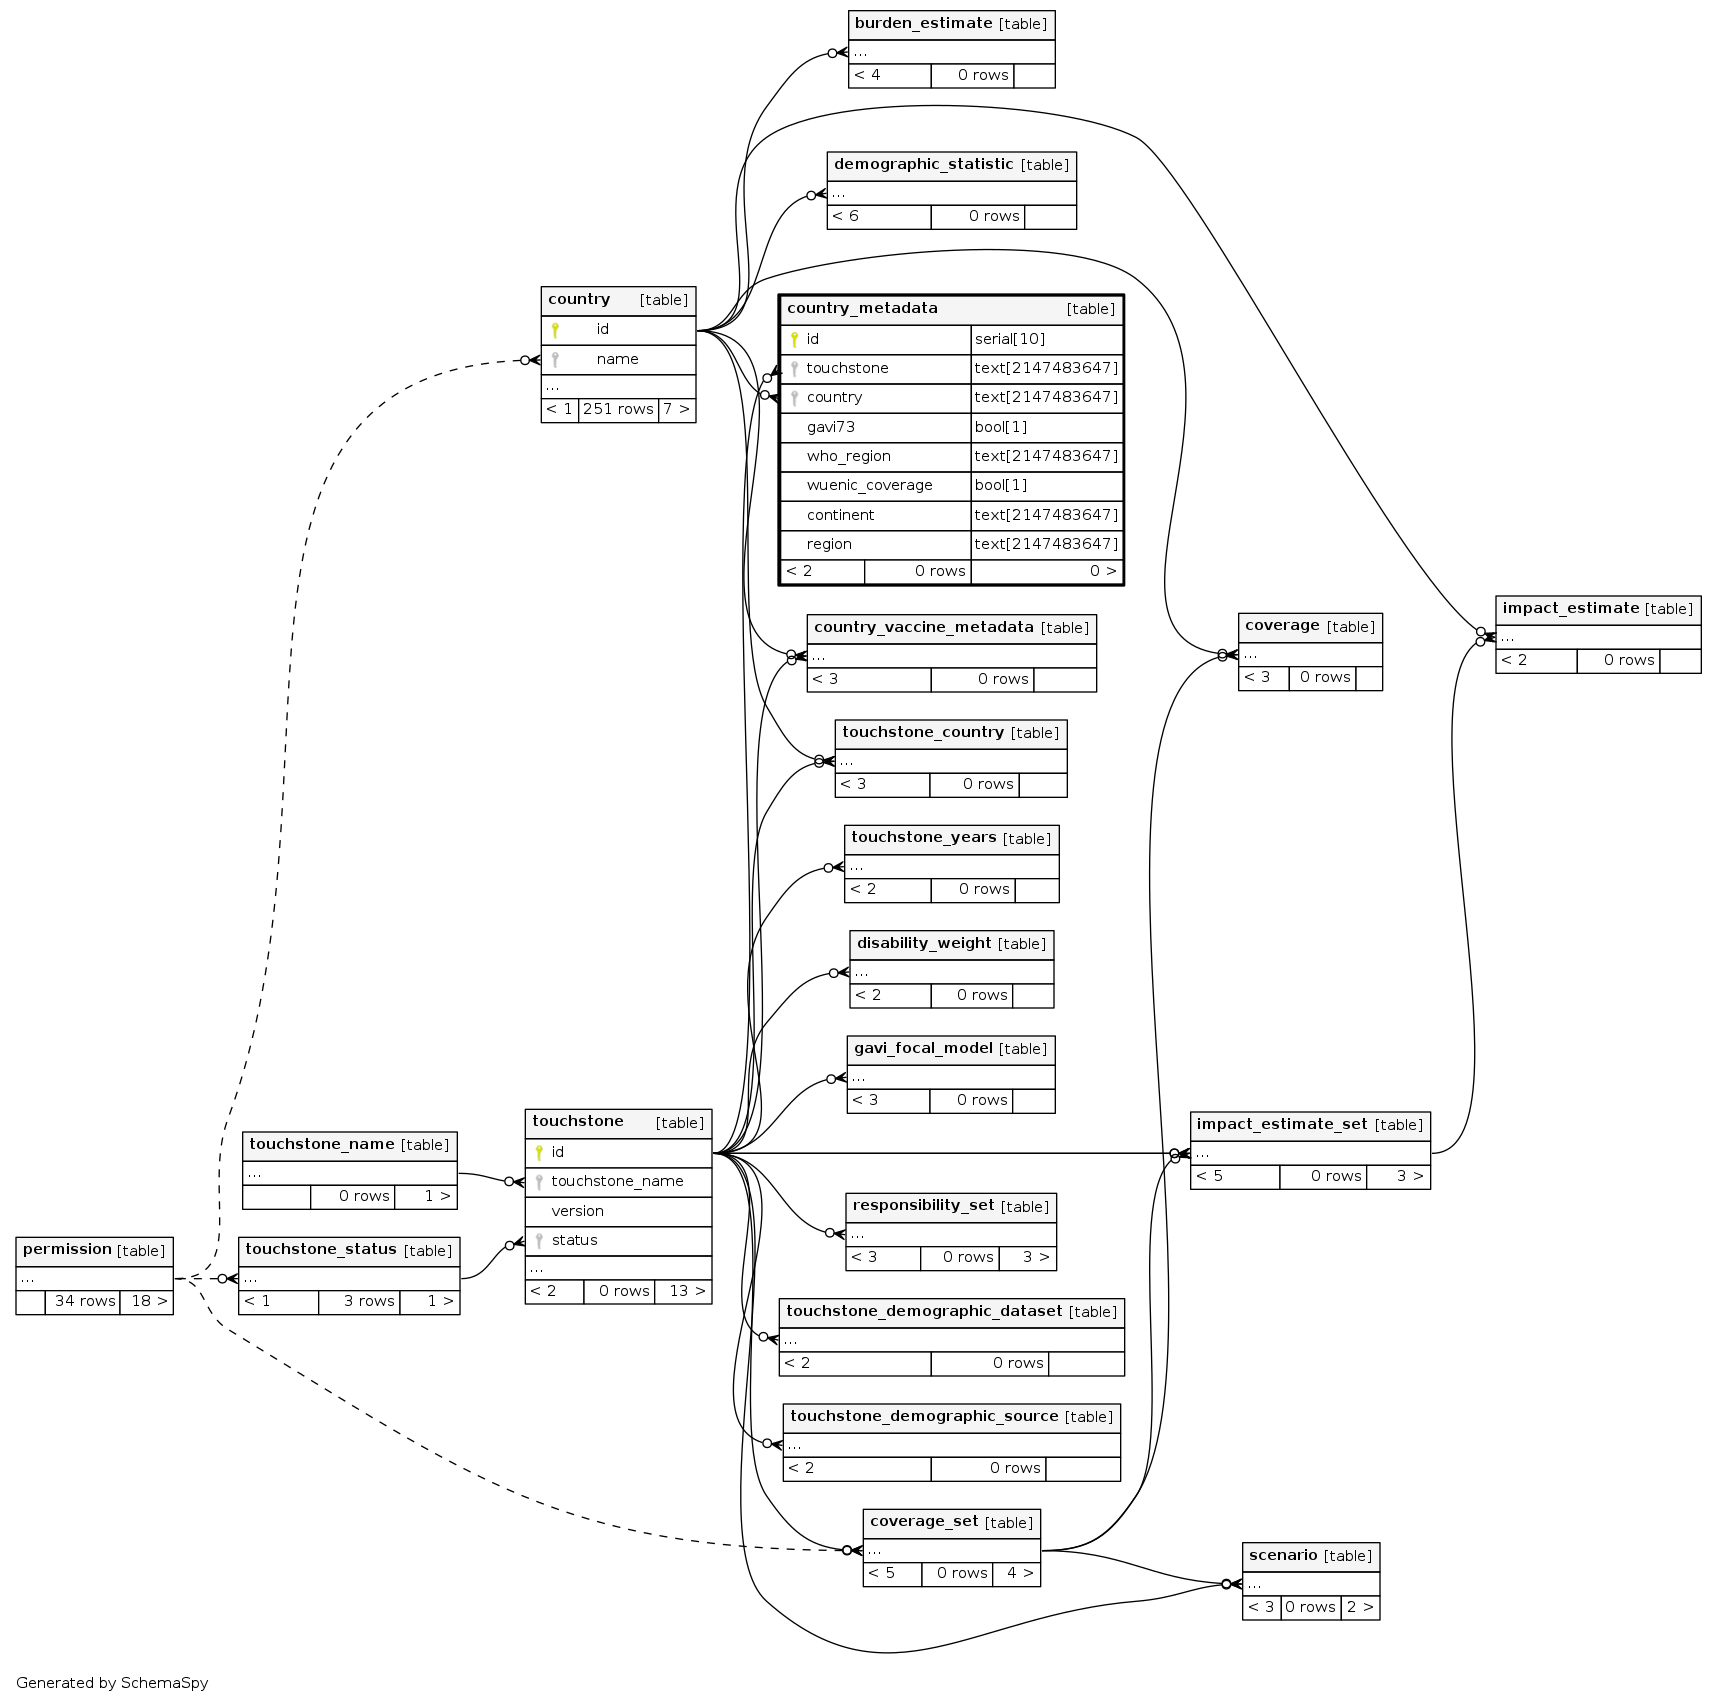 burden_estimate [table]
...
< 4 0 rows
demographic_statistic [table]
...
< 6 0 rows
country [table]
id
name
...
< 1 251 rows 7 >
country_metadata [table]
id serial[10]
touchstone text[2147483647]
country text[2147483647]
gavi73 bool[1]
who_region text[2147483647]
wuenic_coverage bool[1]
continent text[2147483647]
region text[2147483647]
< 2 0 rows 0 >
country_vaccine_metadata [table]
...
< 3 0 rows
coverage [table]
...
< 3 0 rows
impact_estimate [table]
...
< 2 0 rows
touchstone_country [table]
...
< 3 0 rows
touchstone_years [table]
...
< 2 0 rows
disability_weight [table]
...
< 2 0 rows
gavi_focal_model [table]
...
< 3 0 rows
touchstone [table]
id
touchstone_name
version
status
...
< 2 0 rows 13 >
touchstone_name [table]
...
0 rows 1 >
impact_estimate_set [table]
...
< 5 0 rows 3 >
responsibility_set [table]
...
< 3 0 rows 3 >
permission [table]
...
34 rows 18 >
touchstone_status [table]
...
< 1 3 rows 1 >
touchstone_demographic_dataset [table]
...
< 2 0 rows
touchstone_demographic_source [table]
...
< 2 0 rows
coverage_set [table]
...
< 5 0 rows 4 >
scenario [table]
...
< 3 0 rows 2 >
Generated by SchemaSpy